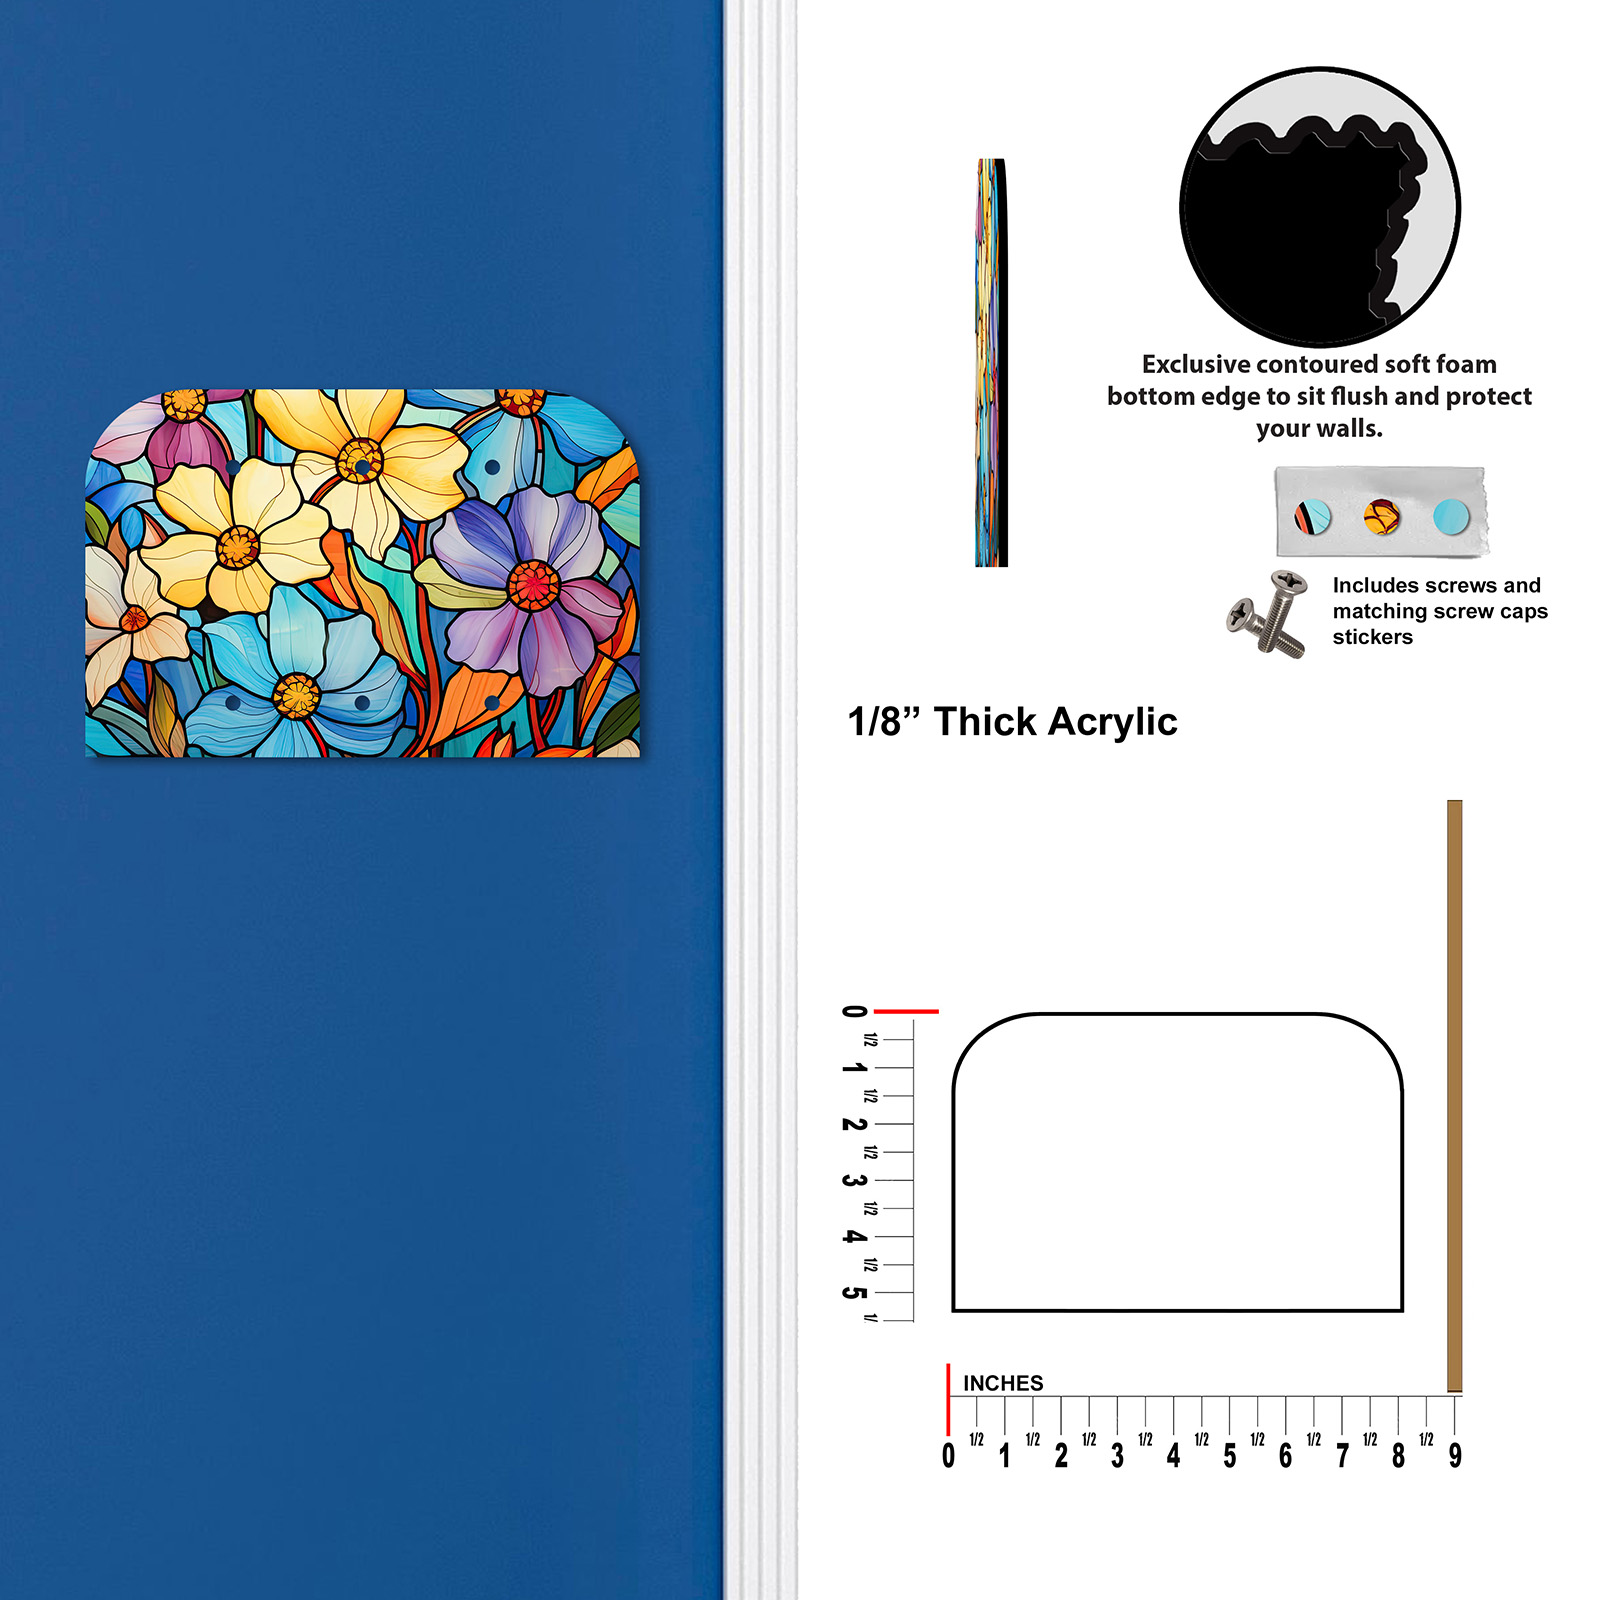 Exclusive contoured soft foam
bottom edge to sit flush and protect
your walls.
Includes screws and
matching screw caps
stickers
1/8” Thick Acrylic
0
1/2
1
1/2
2
1/2
3
1/2
4
1/2
5
1/
INCHES
0 1/2 1 1/2 2 1/2 3 1/2 4 1/2 5 1/2 6 1/2 7 1/2 8 1/2 9